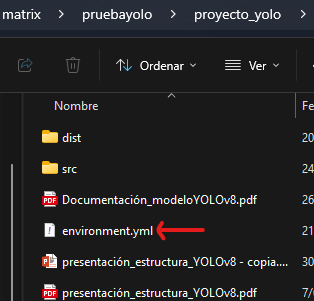 matrix > pruebayolo > proyecto_yolo >
Ordenar Ver
Nombre Fe
dist 20
src 24
PDF Documentación_modeloYOLOv8.pdf 26
environment.yml 21
presentación_estructura_YOLOv8 - copia.... 30
presentación_estructura_YOLOv8.pdf 7/